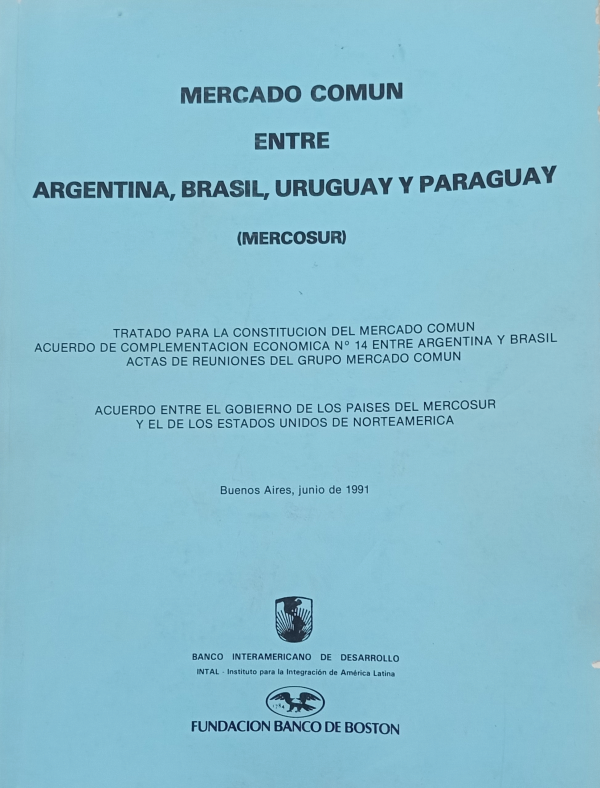 MERCADO COMUN
ENTRE
ARGENTINA, BRASIL, URUGUAY Y PARAGUAY
(MERCOSUR)
TRATADO PARA LA CONSTITUCION DEL MERCADO COMUN
ACUERDO DE COMPLEMENTACION ECONOMICA Nº 14 ENTRE ARGENTINA Y BRASIL
ACTAS DE REUNIONES DEL GRUPO MERCADO COMUN
ACUERDO ENTRE EL GOBIERNO DE LOS PAISES DEL MERCOSUR
Y EL DE LOS ESTADOS UNIDOS DE NORTEAMERICA
Buenos Aires, junio de 1991
BANCO INTERAMERICANO DE DESARROLLO
INTAL - Instituto para la Integración de América Latina
1784
FUNDACION BANCO DE BOSTON